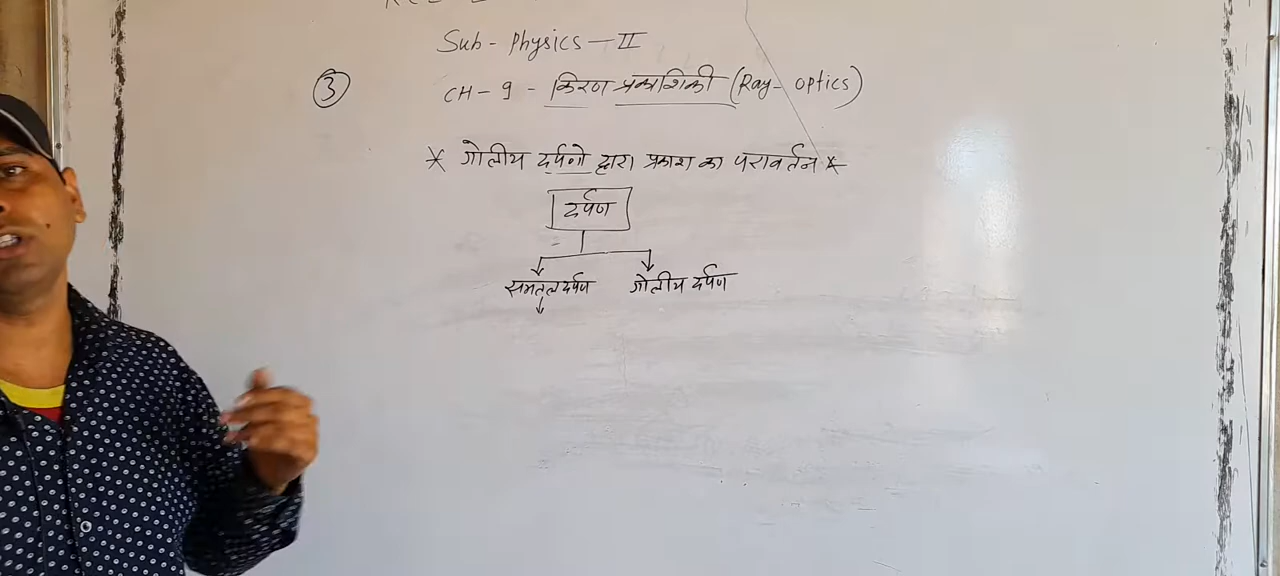 Sub - Physics - II
③ CH - 9 - किरण प्रकाशिकी (Ray - optics)
* गोलीय दर्पणो द्वारा प्रकाश का परावर्तन *
दर्पण
समतल दर्पण गोलीय दर्पण